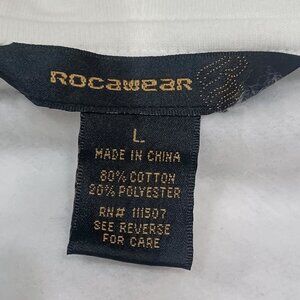 ROCAWEAR
L
MADE IN CHINA
80% COTTON
20% POLYESTER
RN# 111507
SEE REVERSE
FOR CARE